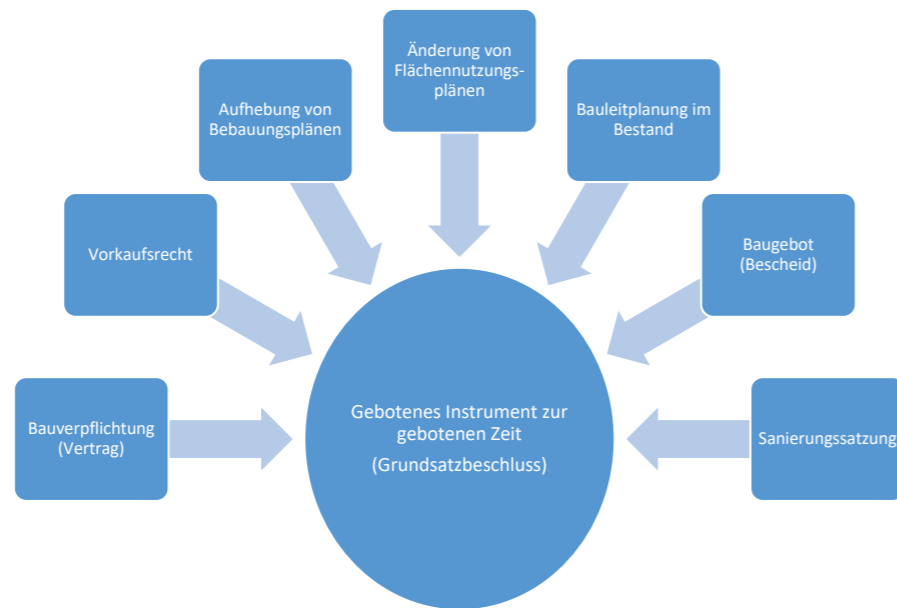 Änderung von
Flächennutzungs-
plänen
Aufhebung von
Bebauungsplänen
Bauleitplanung im
Bestand
Vorkaufsrecht
Baugebot
(Bescheid)
Bauverpflichtung
(Vertrag)
Gebotenes Instrument zur
gebotenen Zeit
(Grundsatzbeschluss)
Sanierungssatzung